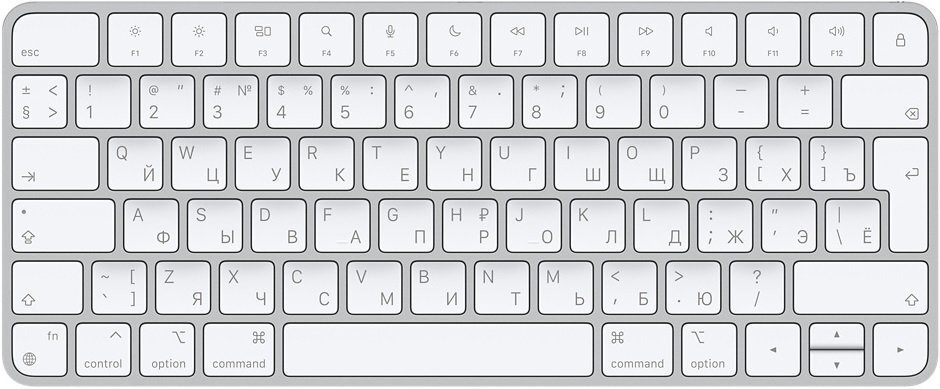 esc F1 F2 F3 F4 F5 F6 F7 F8 F9 F10 F11 F12
± < ! @ " # № $ % % : ^ , & . * ; ( ) — +
§ > 1 2 3 4 5 6 7 8 9 0 - =
Q W E R T Y U I O P { }
Й Ц У К Е Н Г Ш Щ З [ Х ] Ъ
A S D F G H ₽ J K L : " |
Ф Ы В А П Р О Л Д ; Ж ' Э \ Ё
~ [ Z X C V B N M < > ?
` ] Я Ч С М И Т Ь , Б . Ю /
fn
control option command command option